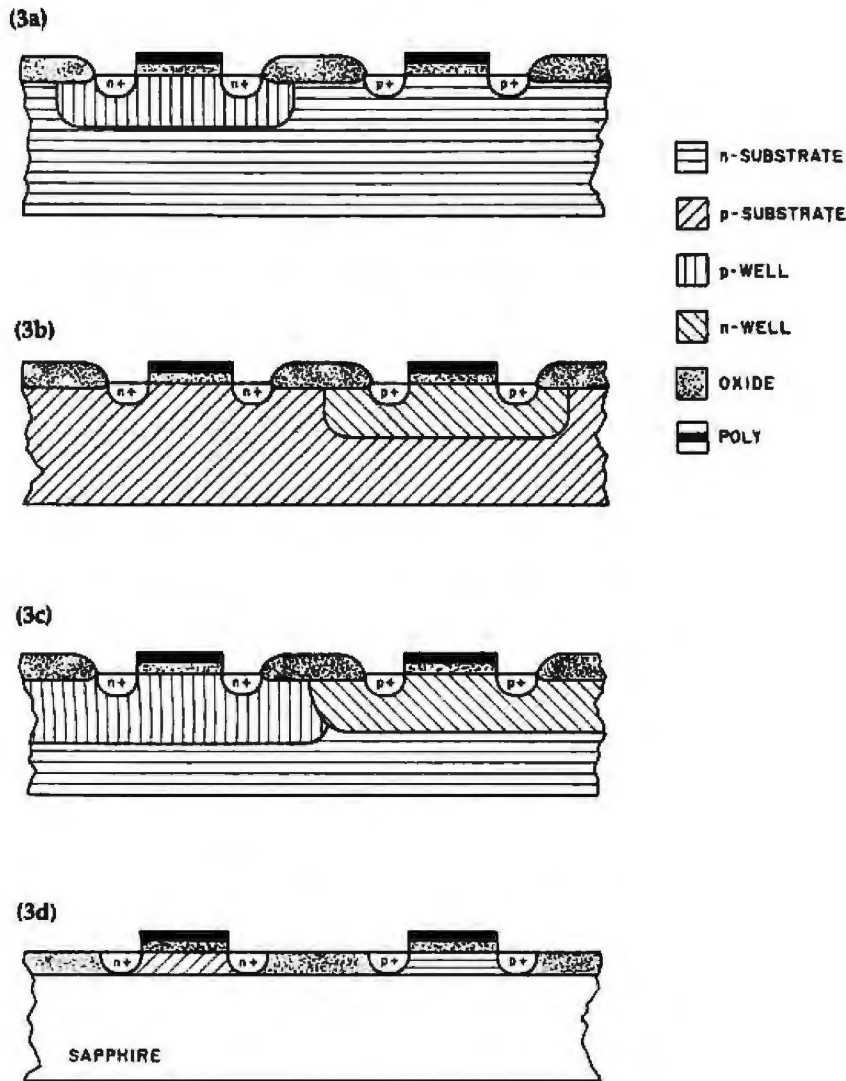 (3a)
n+
n+
p+
p+
n-SUBSTRATE
p-SUBSTRATE
p-WELL
n-WELL
OXIDE
POLY
(3b)
n+
n+
p+
p+
(3c)
n+
n+
p+
p+
(3d)
n+
n+
p+
p+
SAPPHIRE